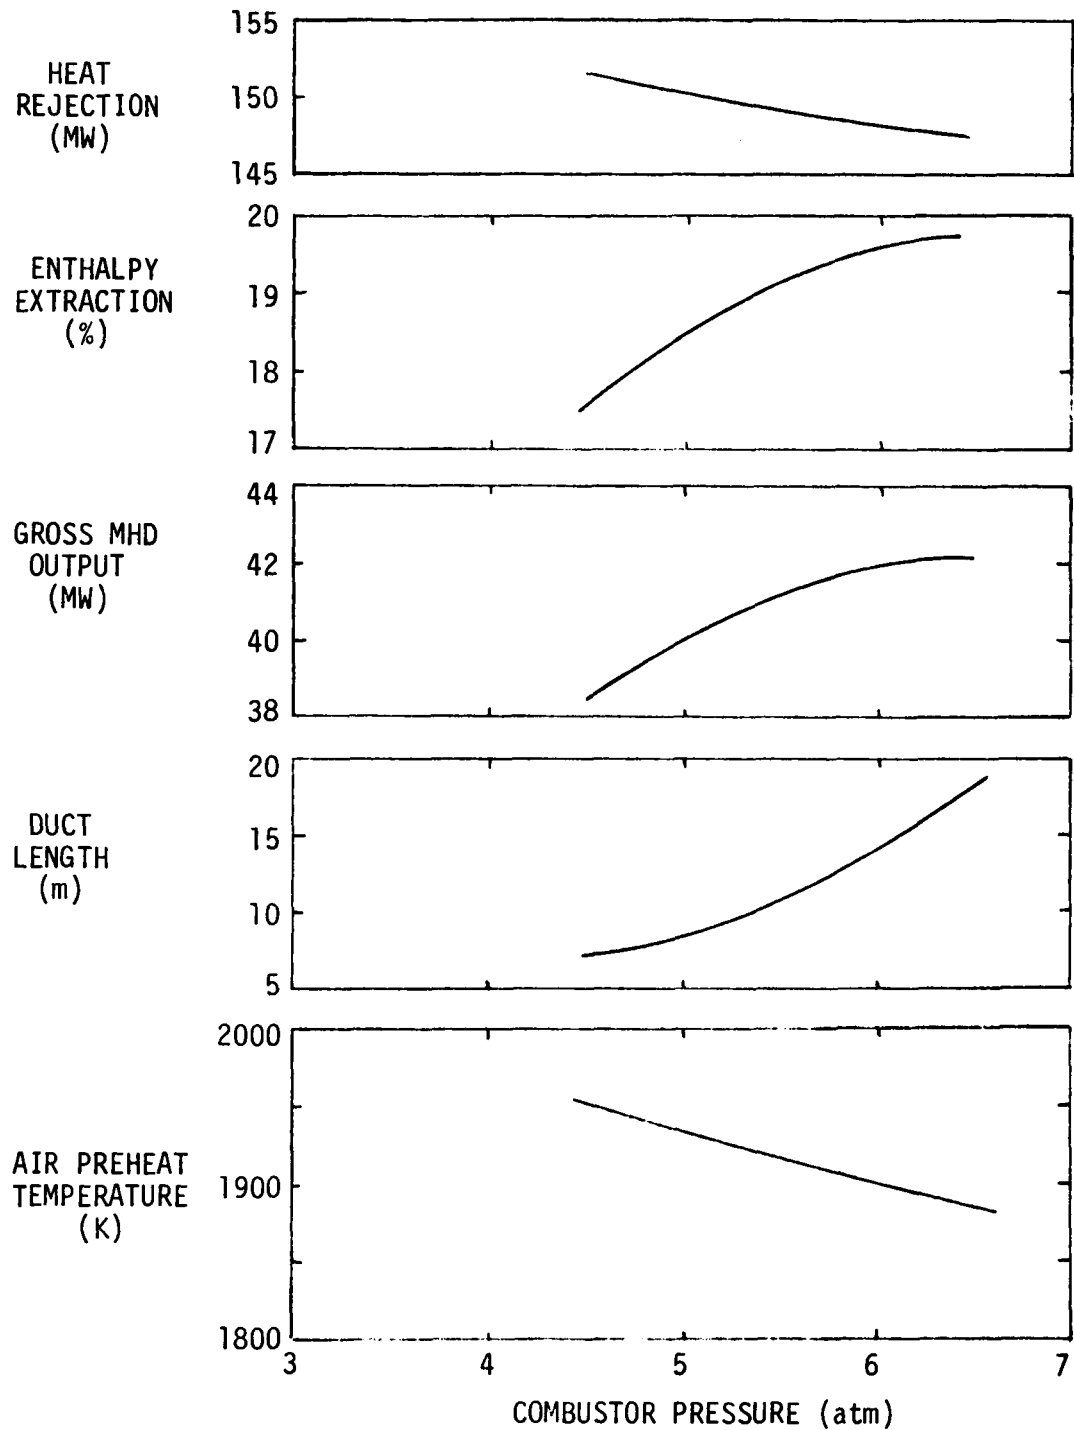 HEAT
REJECTION
(MW)
155
150
145
ENTHALPY
EXTRACTION
(%)
20
19
18
17
GROSS MHD
OUTPUT
(MW)
44
42
40
38
DUCT
LENGTH
(m)
20
15
10
5
AIR PREHEAT
TEMPERATURE
(K)
2000
1900
1800
3 4 5 6 7
COMBUSTOR PRESSURE (atm)